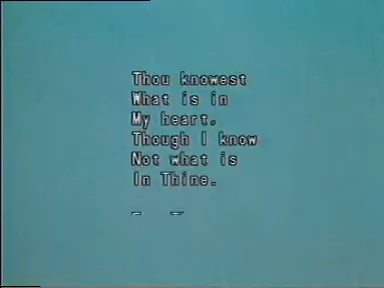 Thou knowest
What is in
My heart,
Though I know
Not what is
In Thine.